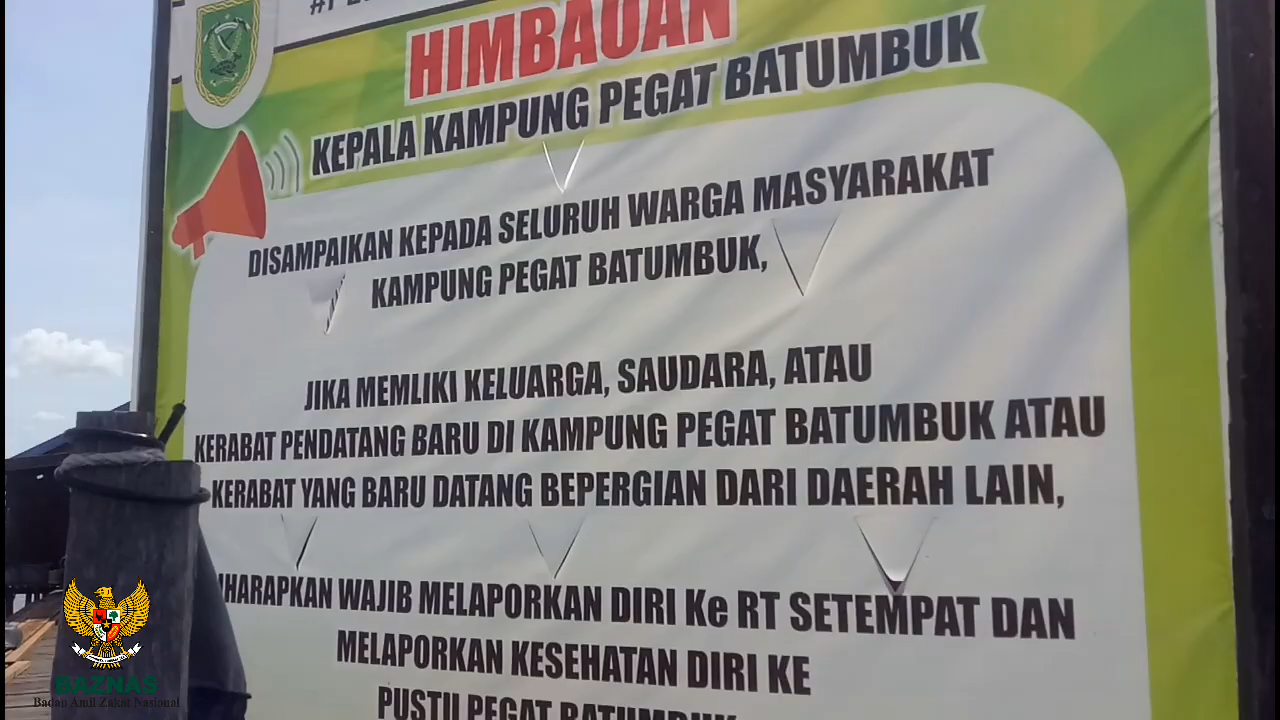 HIMBAUAN
KEPALA KAMPUNG PEGAT BATUMBUK
DISAMPAIKAN KEPADA SELURUH WARGA MASYARAKAT
KAMPUNG PEGAT BATUMBUK,
JIKA MEMLIKI KELUARGA, SAUDARA, ATAU
KERABAT PENDATANG BARU DI KAMPUNG PEGAT BATUMBUK ATAU
KERABAT YANG BARU DATANG BEPERGIAN DARI DAERAH LAIN,
IHARAPKAN WAJIB MELAPORKAN DIRI Ke RT SETEMPAT DAN
MELAPORKAN KESEHATAN DIRI KE
PUSTU PEGAT BATUMBUK
BAZNAS
Badan Amil Zakat Nasional